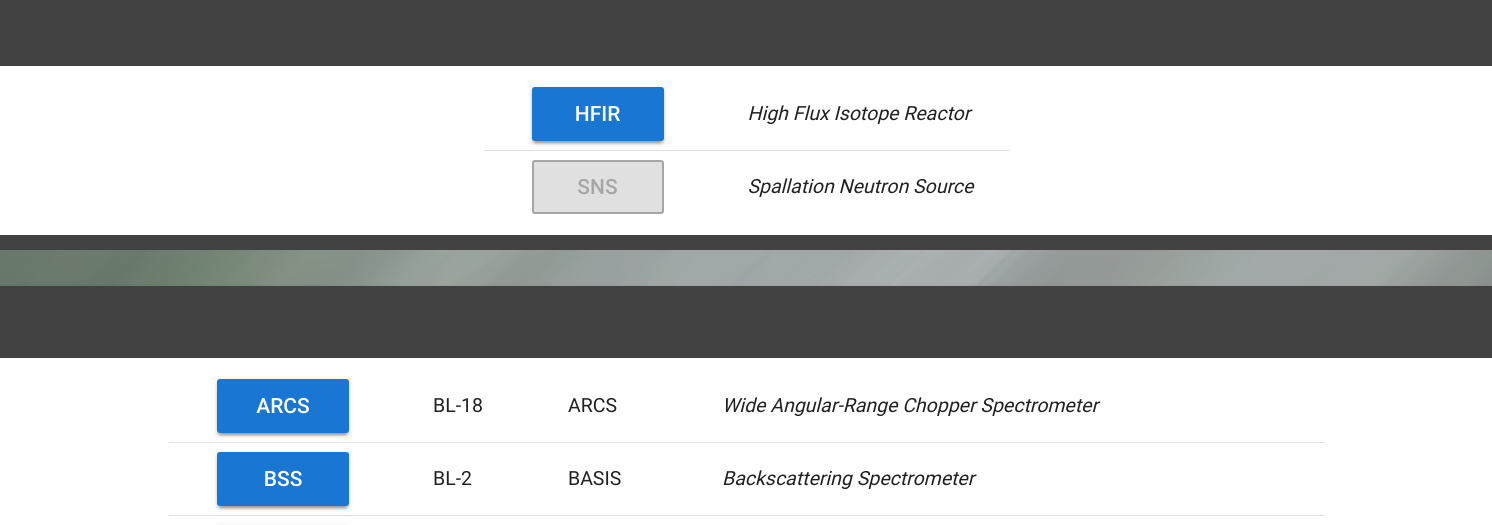 HFIR High Flux Isotope Reactor
SNS Spallation Neutron Source
ARCS BL-18 ARCS Wide Angular-Range Chopper Spectrometer
BSS BL-2 BASIS Backscattering Spectrometer